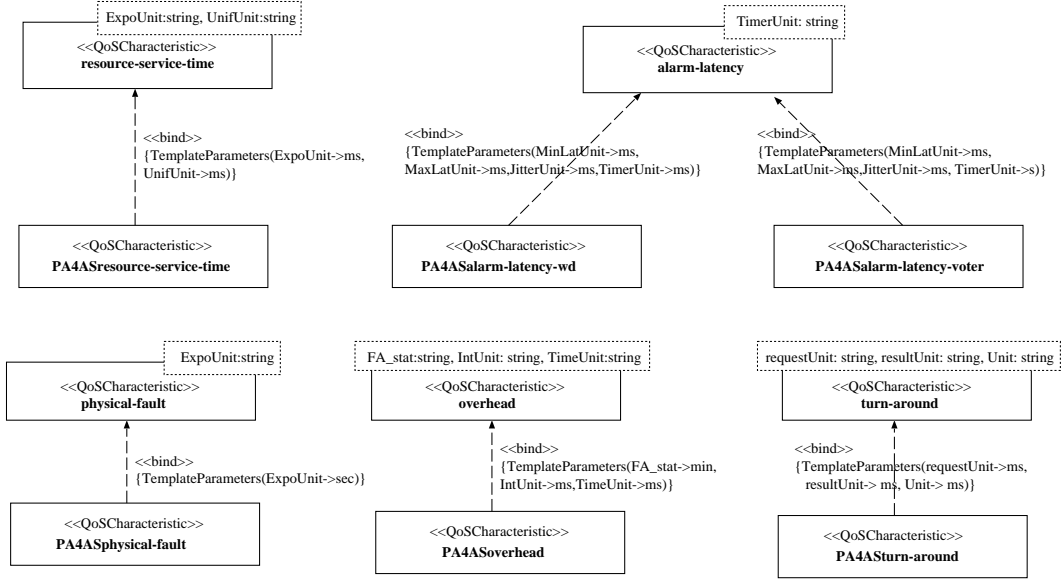 ExpoUnit:string, UnifUnit:string
<<QoSCharacteristic>>
resource-service-time
<<bind>>
{TemplateParameters(ExpoUnit->ms,
UnifUnit->ms)}
<<QoSCharacteristic>>
PA4ASresource-service-time
TimerUnit: string
<<QoSCharacteristic>>
alarm-latency
<<bind>>
{TemplateParameters(MinLatUnit->ms,
MaxLatUnit->ms,JitterUnit->ms,TimerUnit->ms)}
<<bind>>
{TemplateParameters(MinLatUnit->ms,
MaxLatUnit->ms,JitterUnit->ms, TimerUnit->s)}
<<QoSCharacteristic>>
PA4ASalarm-latency-wd
<<QoSCharacteristic>>
PA4ASalarm-latency-voter
ExpoUnit:string
<<QoSCharacteristic>>
physical-fault
<<bind>>
{TemplateParameters(ExpoUnit->sec)}
<<QoSCharacteristic>>
PA4ASphysical-fault
FA_stat:string, IntUnit: string, TimeUnit:string
<<QoSCharacteristic>>
overhead
<<bind>>
{TemplateParameters(FA_stat->min,
IntUnit->ms,TimeUnit->ms)}
<<QoSCharacteristic>>
PA4ASoverhead
requestUnit: string, resultUnit: string, Unit: string
<<QoSCharacteristic>>
turn-around
<<bind>>
{TemplateParameters(requestUnit->ms,
resultUnit-> ms, Unit-> ms)}
<<QoSCharacteristic>>
PA4ASturn-around